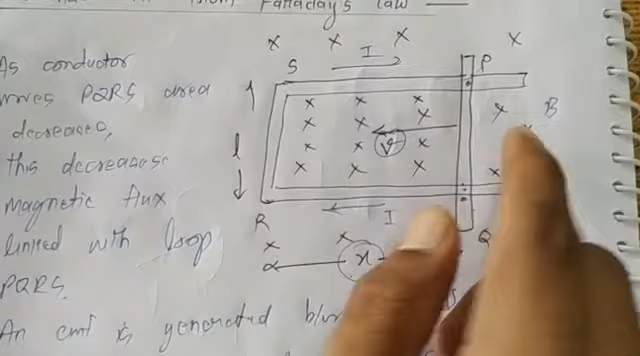 Faraday's law
As conductor
moves PQRS area
decreases,
this decreases
magnetic flux
linked with loop
PQRS.
An emf is generated
S
I
P
B
l
v
I
R
Q
x